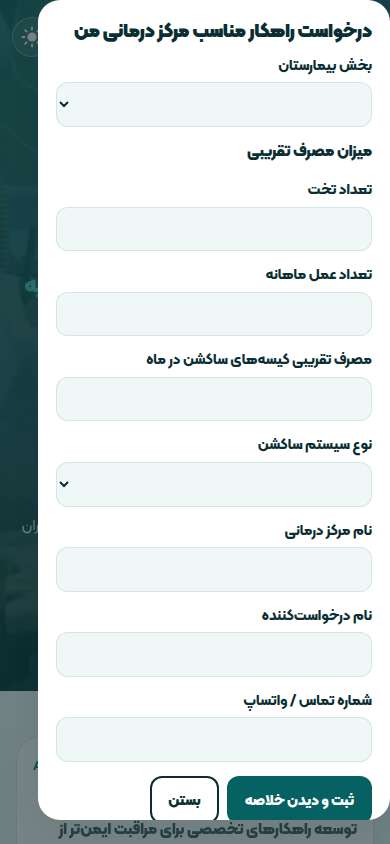 درخواست راهکار مناسب مرکز درمانی من
بخش بیمارستان
میزان مصرف تقریبی
تعداد تخت
تعداد عمل ماهانه
مصرف تقریبی کیسه‌های ساکشن در ماه
نوع سیستم ساکشن
نام مرکز درمانی
نام درخواست‌کننده
شماره تماس / واتساپ
ثبت و دیدن خلاصه
بستن
توسعه راهکارهای تخصصی برای مراقبت ایمن‌تر از